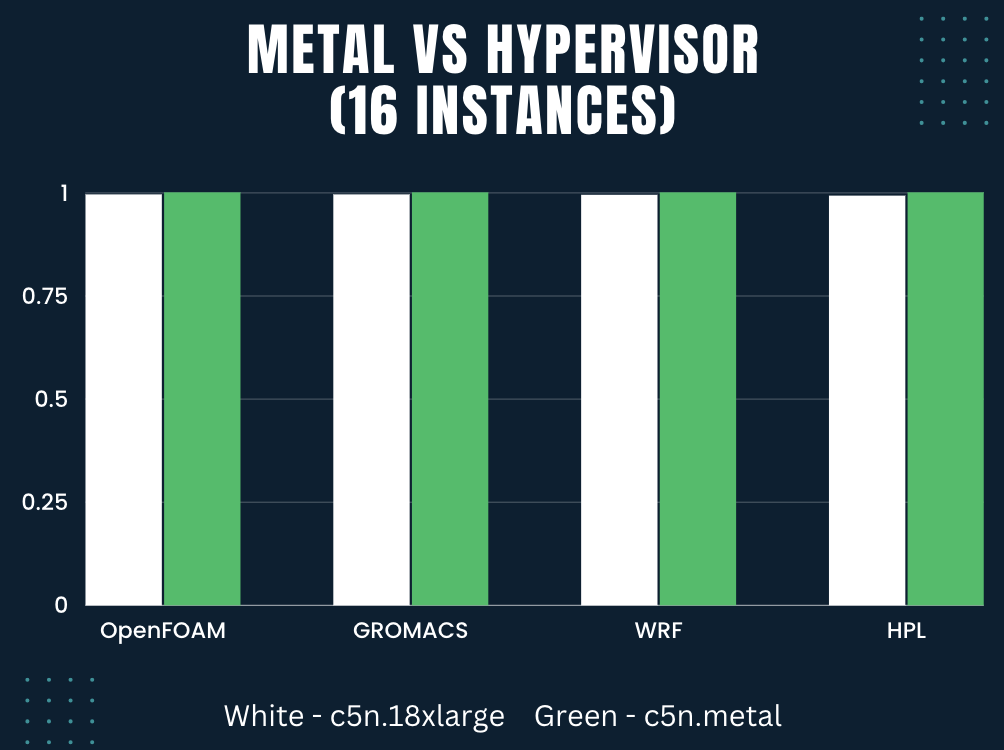 METAL VS HYPERVISOR
(16 INSTANCES)
1
0.75
0.5
0.25
0
OpenFOAM GROMACS WRF HPL
White - c5n.18xlarge Green - c5n.metal